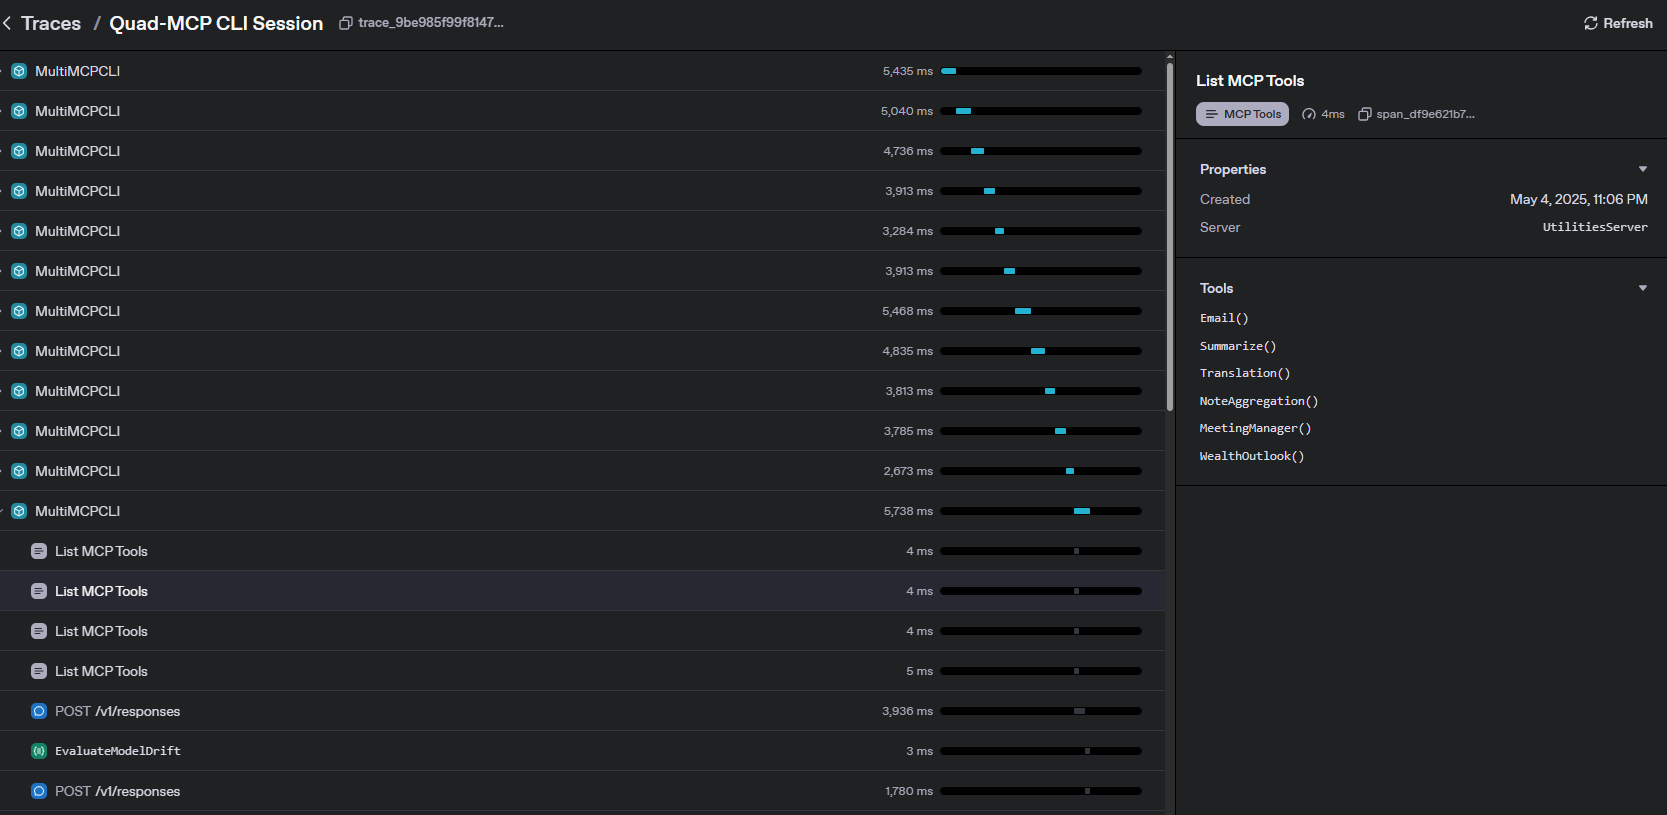 Traces / Quad-MCP CLI Session trace_9be985f99f8147...
Refresh
MultiMCPCLI 5,435 ms
MultiMCPCLI 5,040 ms
MultiMCPCLI 4,736 ms
MultiMCPCLI 3,913 ms
MultiMCPCLI 3,284 ms
MultiMCPCLI 3,913 ms
MultiMCPCLI 5,468 ms
MultiMCPCLI 4,835 ms
MultiMCPCLI 3,813 ms
MultiMCPCLI 3,785 ms
MultiMCPCLI 2,673 ms
MultiMCPCLI 5,738 ms
List MCP Tools 4 ms
List MCP Tools 4 ms
List MCP Tools 4 ms
List MCP Tools 5 ms
POST /v1/responses 3,936 ms
EvaluateModelDrift 3 ms
POST /v1/responses 1,780 ms
List MCP Tools
MCP Tools 4ms span_df9e621b7...
Properties
Created May 4, 2025, 11:06 PM
Server UtilitiesServer
Tools
Email()
Summarize()
Translation()
NoteAggregation()
MeetingManager()
WealthOutlook()